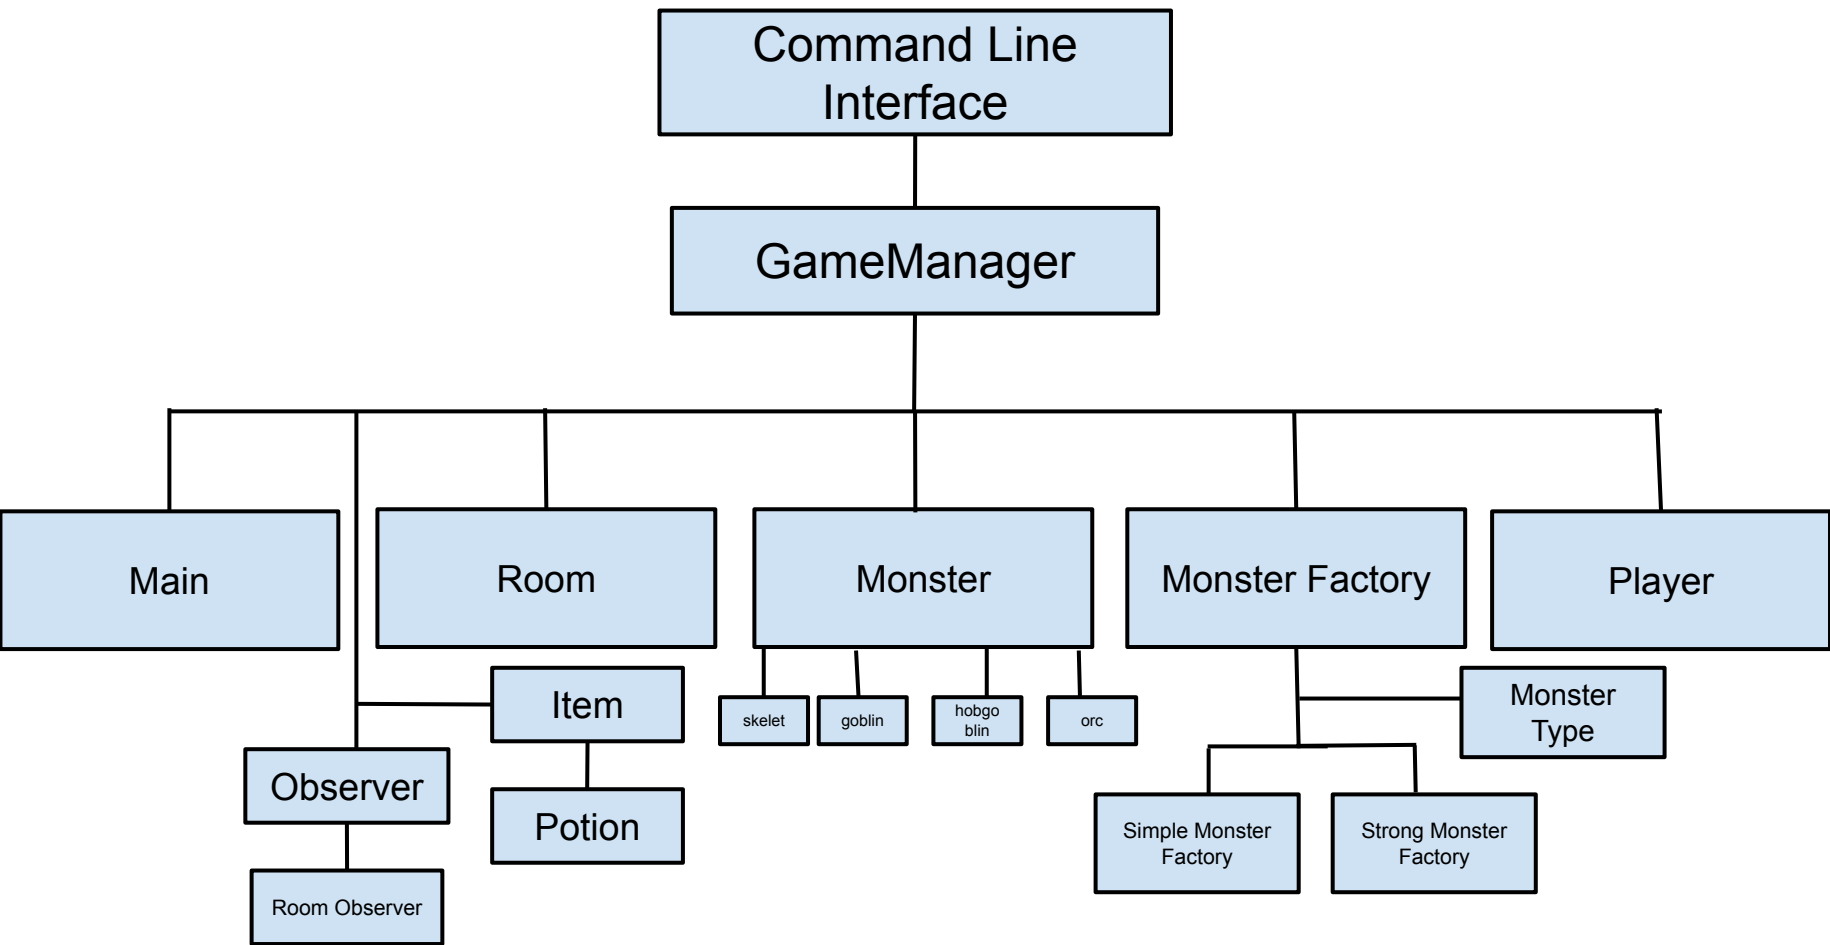 Command Line
Interface
GameManager
Main
Room
Monster
Monster Factory
Player
Item
Monster
Type
skelet
goblin
hobgo
blin
orc
Observer
Potion
Simple Monster
Factory
Strong Monster
Factory
Room Observer